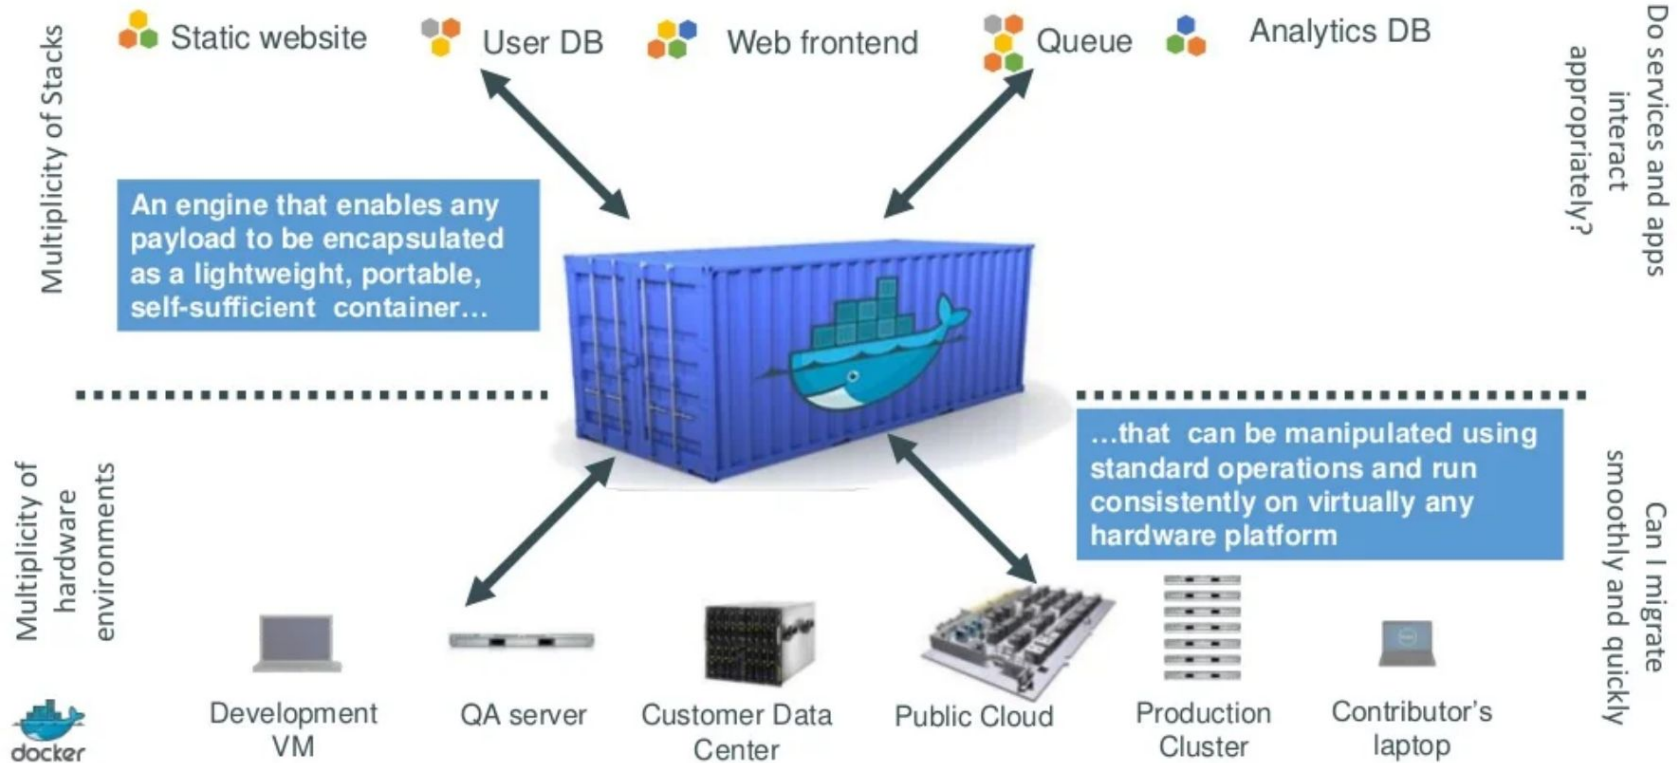 Static website
User DB
Web frontend
Queue
Analytics DB
Multiplicity of Stacks
Do services and apps
interact
appropriately?
An engine that enables any
payload to be encapsulated
as a lightweight, portable,
self-sufficient container…
…that can be manipulated using
standard operations and run
consistently on virtually any
hardware platform
Multiplicity of
hardware
environments
Can I migrate
smoothly and quickly
Development
VM
QA server
Customer Data
Center
Public Cloud
Production
Cluster
Contributor’s
laptop
docker